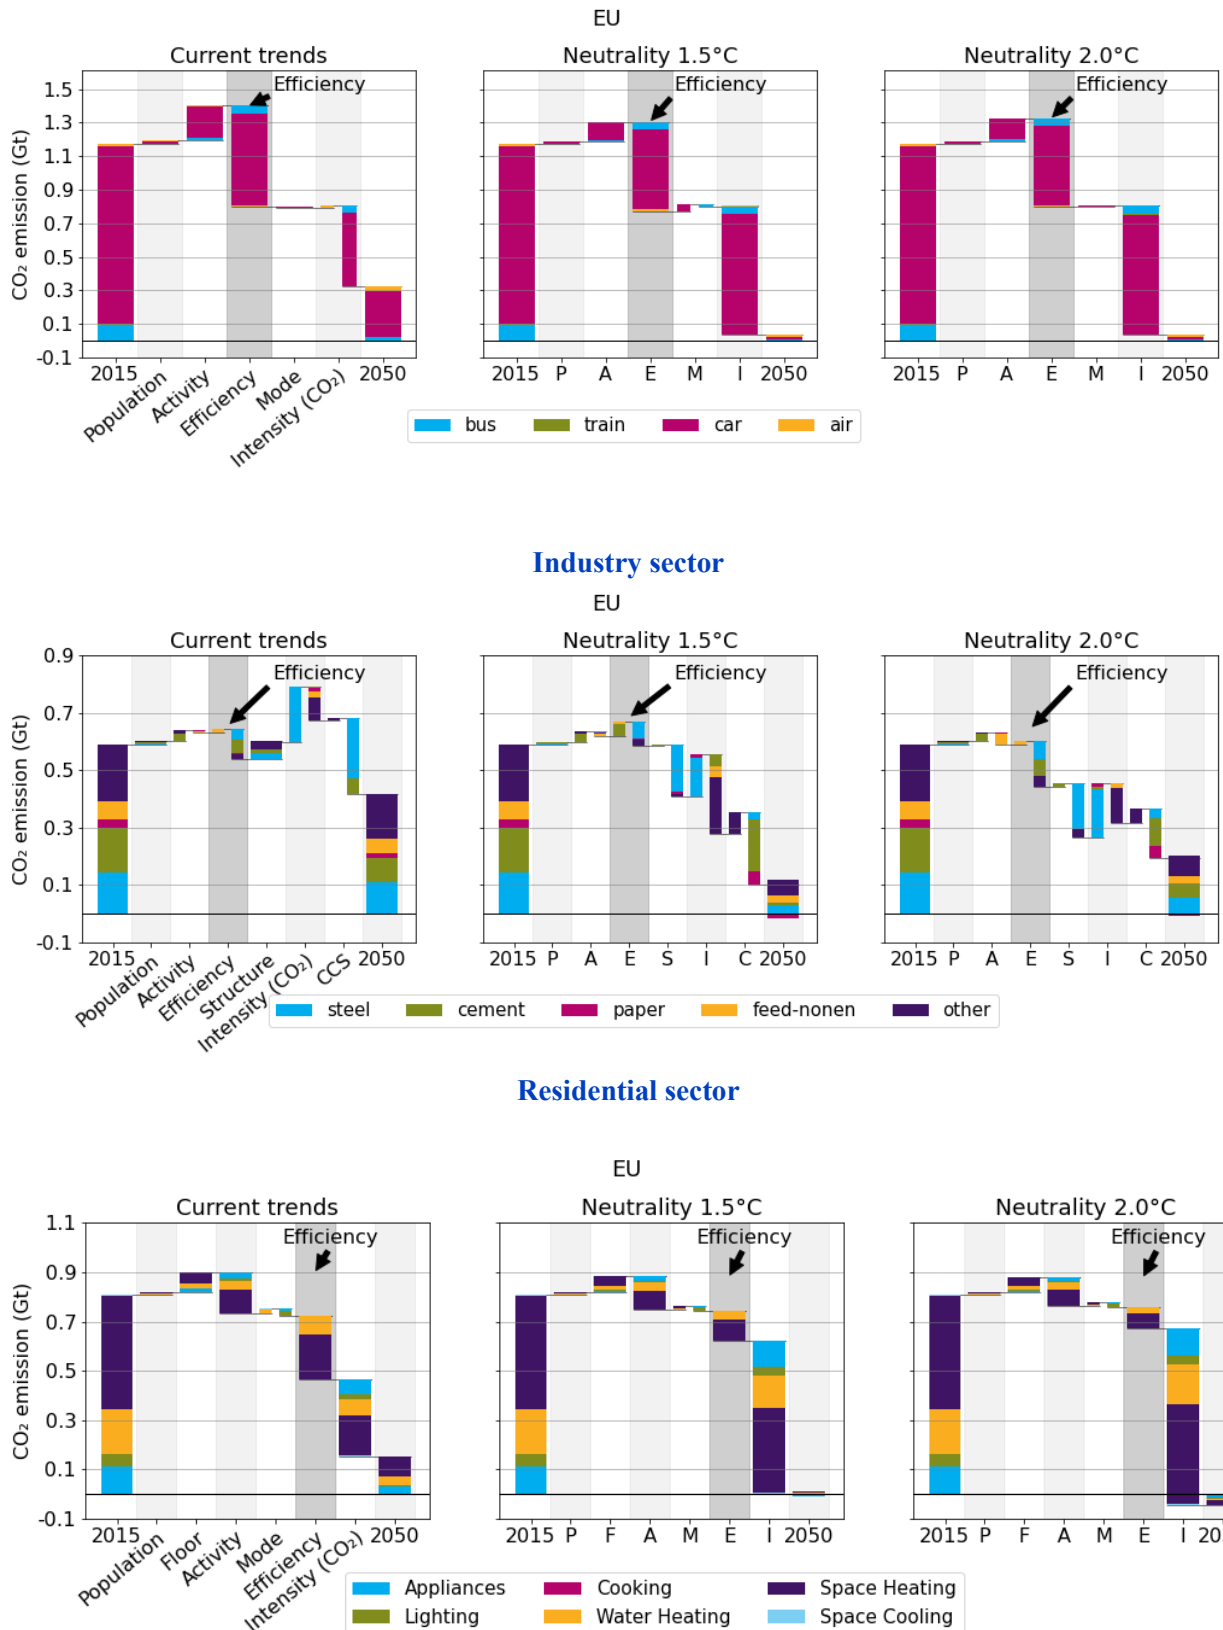 EU
Current trends
Neutrality 1.5°C
Neutrality 2.0°C
Efficiency
Efficiency
Efficiency
CO₂ emission (Gt)
1.5
1.3
1.1
0.9
0.7
0.5
0.3
0.1
-0.1
2015 Population Activity Efficiency Mode Intensity (CO₂) 2050
2015 P A E M I 2050
2015 P A E M I 2050
bus train car air
Industry sector
EU
Current trends
Neutrality 1.5°C
Neutrality 2.0°C
Efficiency
Efficiency
Efficiency
CO₂ emission (Gt)
0.9
0.7
0.5
0.3
0.1
-0.1
2015 Population Activity Efficiency Structure Intensity (CO₂) CCS 2050
2015 P A E S I C 2050
2015 P A E S I C 2050
steel cement paper feed-nonen other
Residential sector
EU
Current trends
Neutrality 1.5°C
Neutrality 2.0°C
Efficiency
Efficiency
Efficiency
CO₂ emission (Gt)
1.1
0.9
0.7
0.5
0.3
0.1
-0.1
2015 Population Floor Activity Mode Efficiency Intensity (CO₂) 2050
2015 P F A M E I 2050
2015 P F A M E I
Appliances Cooking Space Heating
Lighting Water Heating Space Cooling